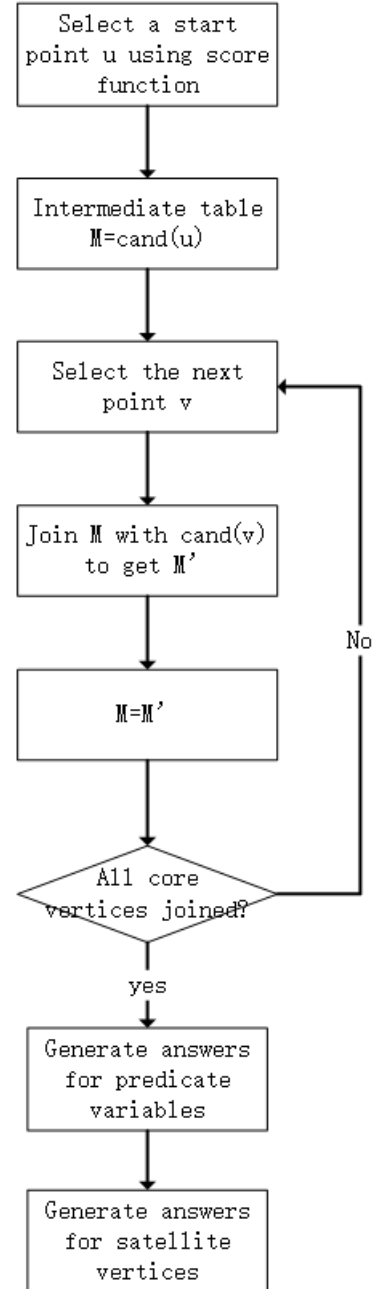 Select a start
point u using score
function
Intermediate table
M=cand(u)
Select the next
point v
Join M with cand(v)
to get M’
M=M’
No
All core
vertices joined?
yes
Generate answers
for predicate
variables
Generate answers
for satellite
vertices